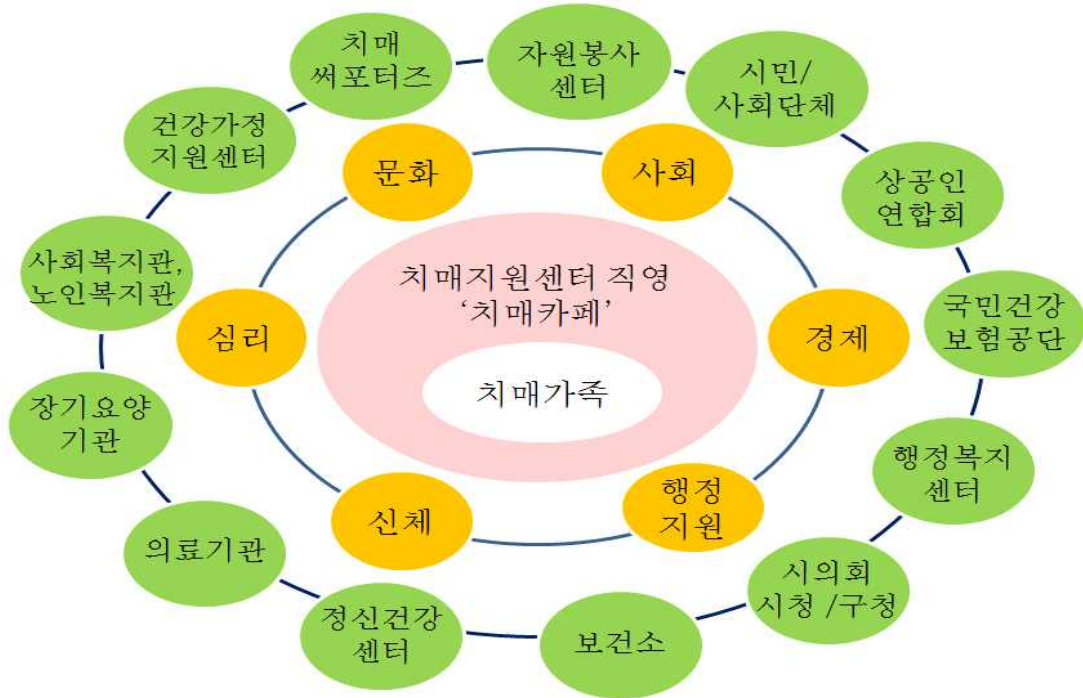 치매
써포터즈
자원봉사
센터
시민/
사회단체
건강가정
지원센터
상공인
연합회
문화
사회
사회복지관,
노인복지관
치매지원센터 직영
‘치매카페’
국민건강
보험공단
심리
경제
치매가족
장기요양
기관
행정복지
센터
신체
행정
지원
의료기관
시의회
시청 /구청
정신건강
센터
보건소